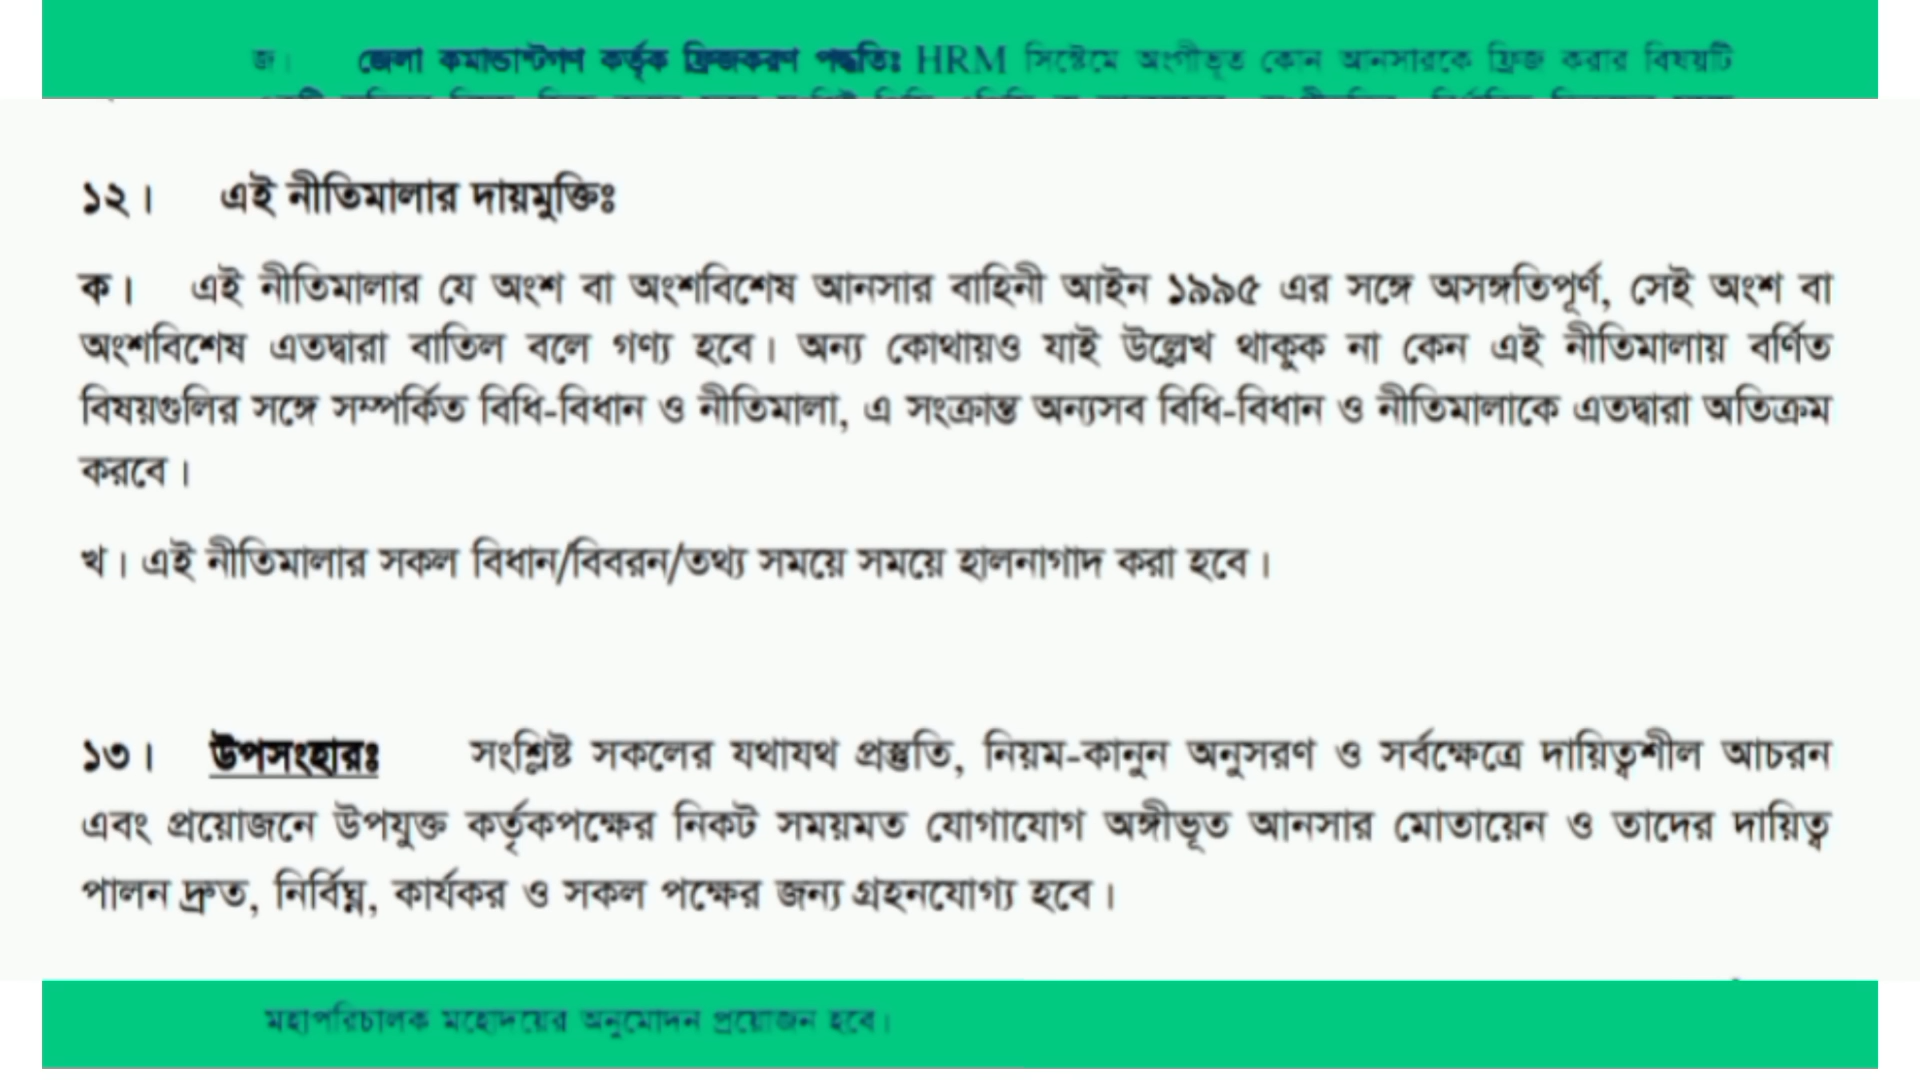 জ। জেলা কমান্ড্যান্টগণ কর্তৃক ফ্রিজকরণ পদ্ধতিঃ HRM সিষ্টেমে অংগীভূত কোন আনসারকে ফ্রিজ করার বিষয়টি
১২। এই নীতিমালার দায়মুক্তিঃ
ক। এই নীতিমালার যে অংশ বা অংশবিশেষ আনসার বাহিনী আইন ১৯৯৫ এর সঙ্গে অসঙ্গতিপূর্ণ, সেই অংশ বা
অংশবিশেষ এতদ্বারা বাতিল বলে গণ্য হবে। অন্য কোথায়ও যাই উল্লেখ থাকুক না কেন এই নীতিমালায় বর্ণিত
বিষয়গুলির সঙ্গে সম্পর্কিত বিধি-বিধান ও নীতিমালা, এ সংক্রান্ত অন্যসব বিধি-বিধান ও নীতিমালাকে এতদ্বারা অতিক্রম
করবে।
খ। এই নীতিমালার সকল বিধান/বিবরন/তথ্য সময়ে সময়ে হালনাগাদ করা হবে।
১৩। উপসংহারঃ সংশ্লিষ্ট সকলের যথাযথ প্রস্তুতি, নিয়ম-কানুন অনুসরণ ও সর্বক্ষেত্রে দায়িত্বশীল আচরন
এবং প্রয়োজনে উপযুক্ত কর্তৃকপক্ষের নিকট সময়মত যোগাযোগ অঙ্গীভূত আনসার মোতায়েন ও তাদের দায়িত্ব
পালন দ্রুত, নির্বিঘ্ন, কার্যকর ও সকল পক্ষের জন্য গ্রহনযোগ্য হবে।
মহাপরিচালক মহোদয়ের অনুমোদন প্রয়োজন হবে।